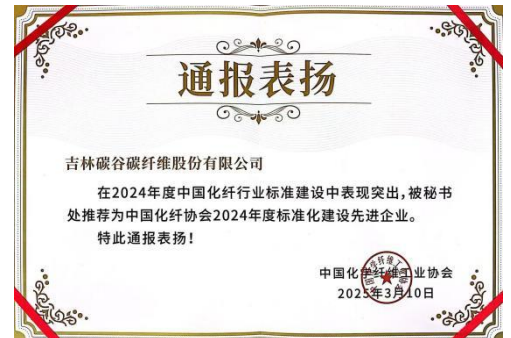 通报表扬
吉林碳谷碳纤维股份有限公司
在2024年度中国化纤行业标准建设中表现突出，被秘书
处推荐为中国化纤协会2024年度标准化建设先进企业。
特此通报表扬！
中国化学纤维工业协会
2025年3月10日